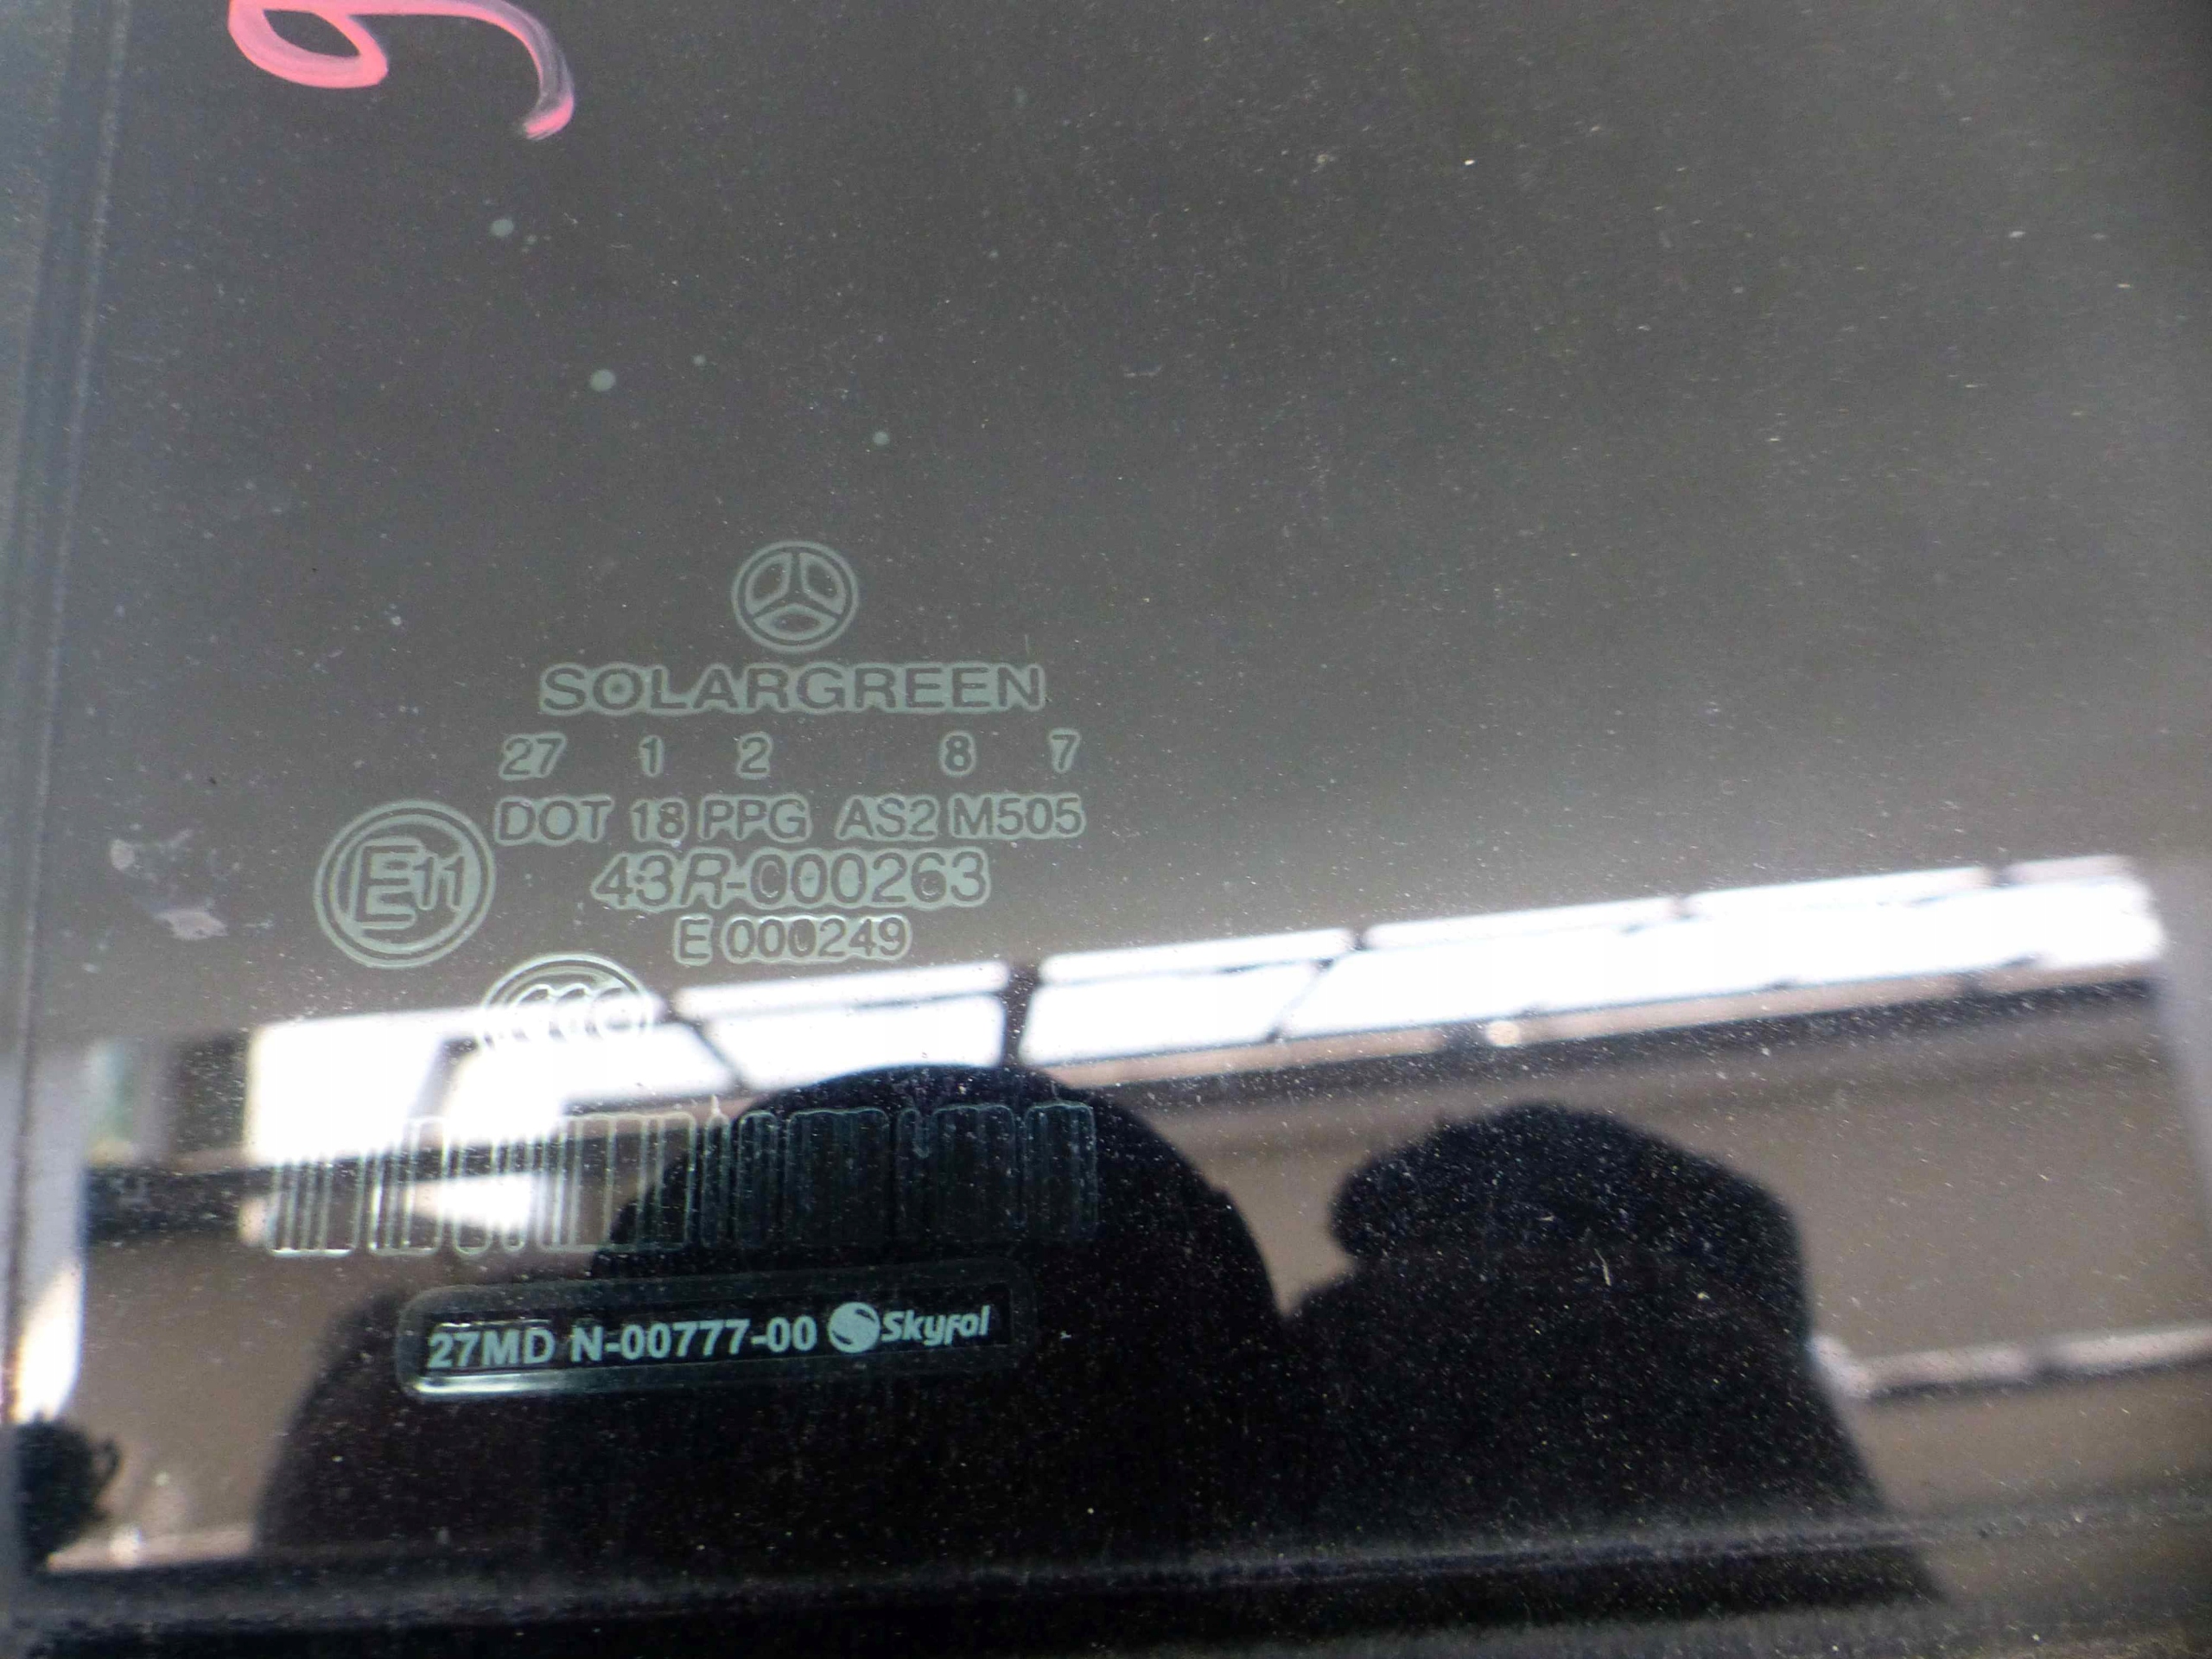 SOLARGREEN
27 1 2 8 7
DOT 18 PPG AS2 M505
E11
43R-000263
E 000249
27MD N-00777-00 Skyfol